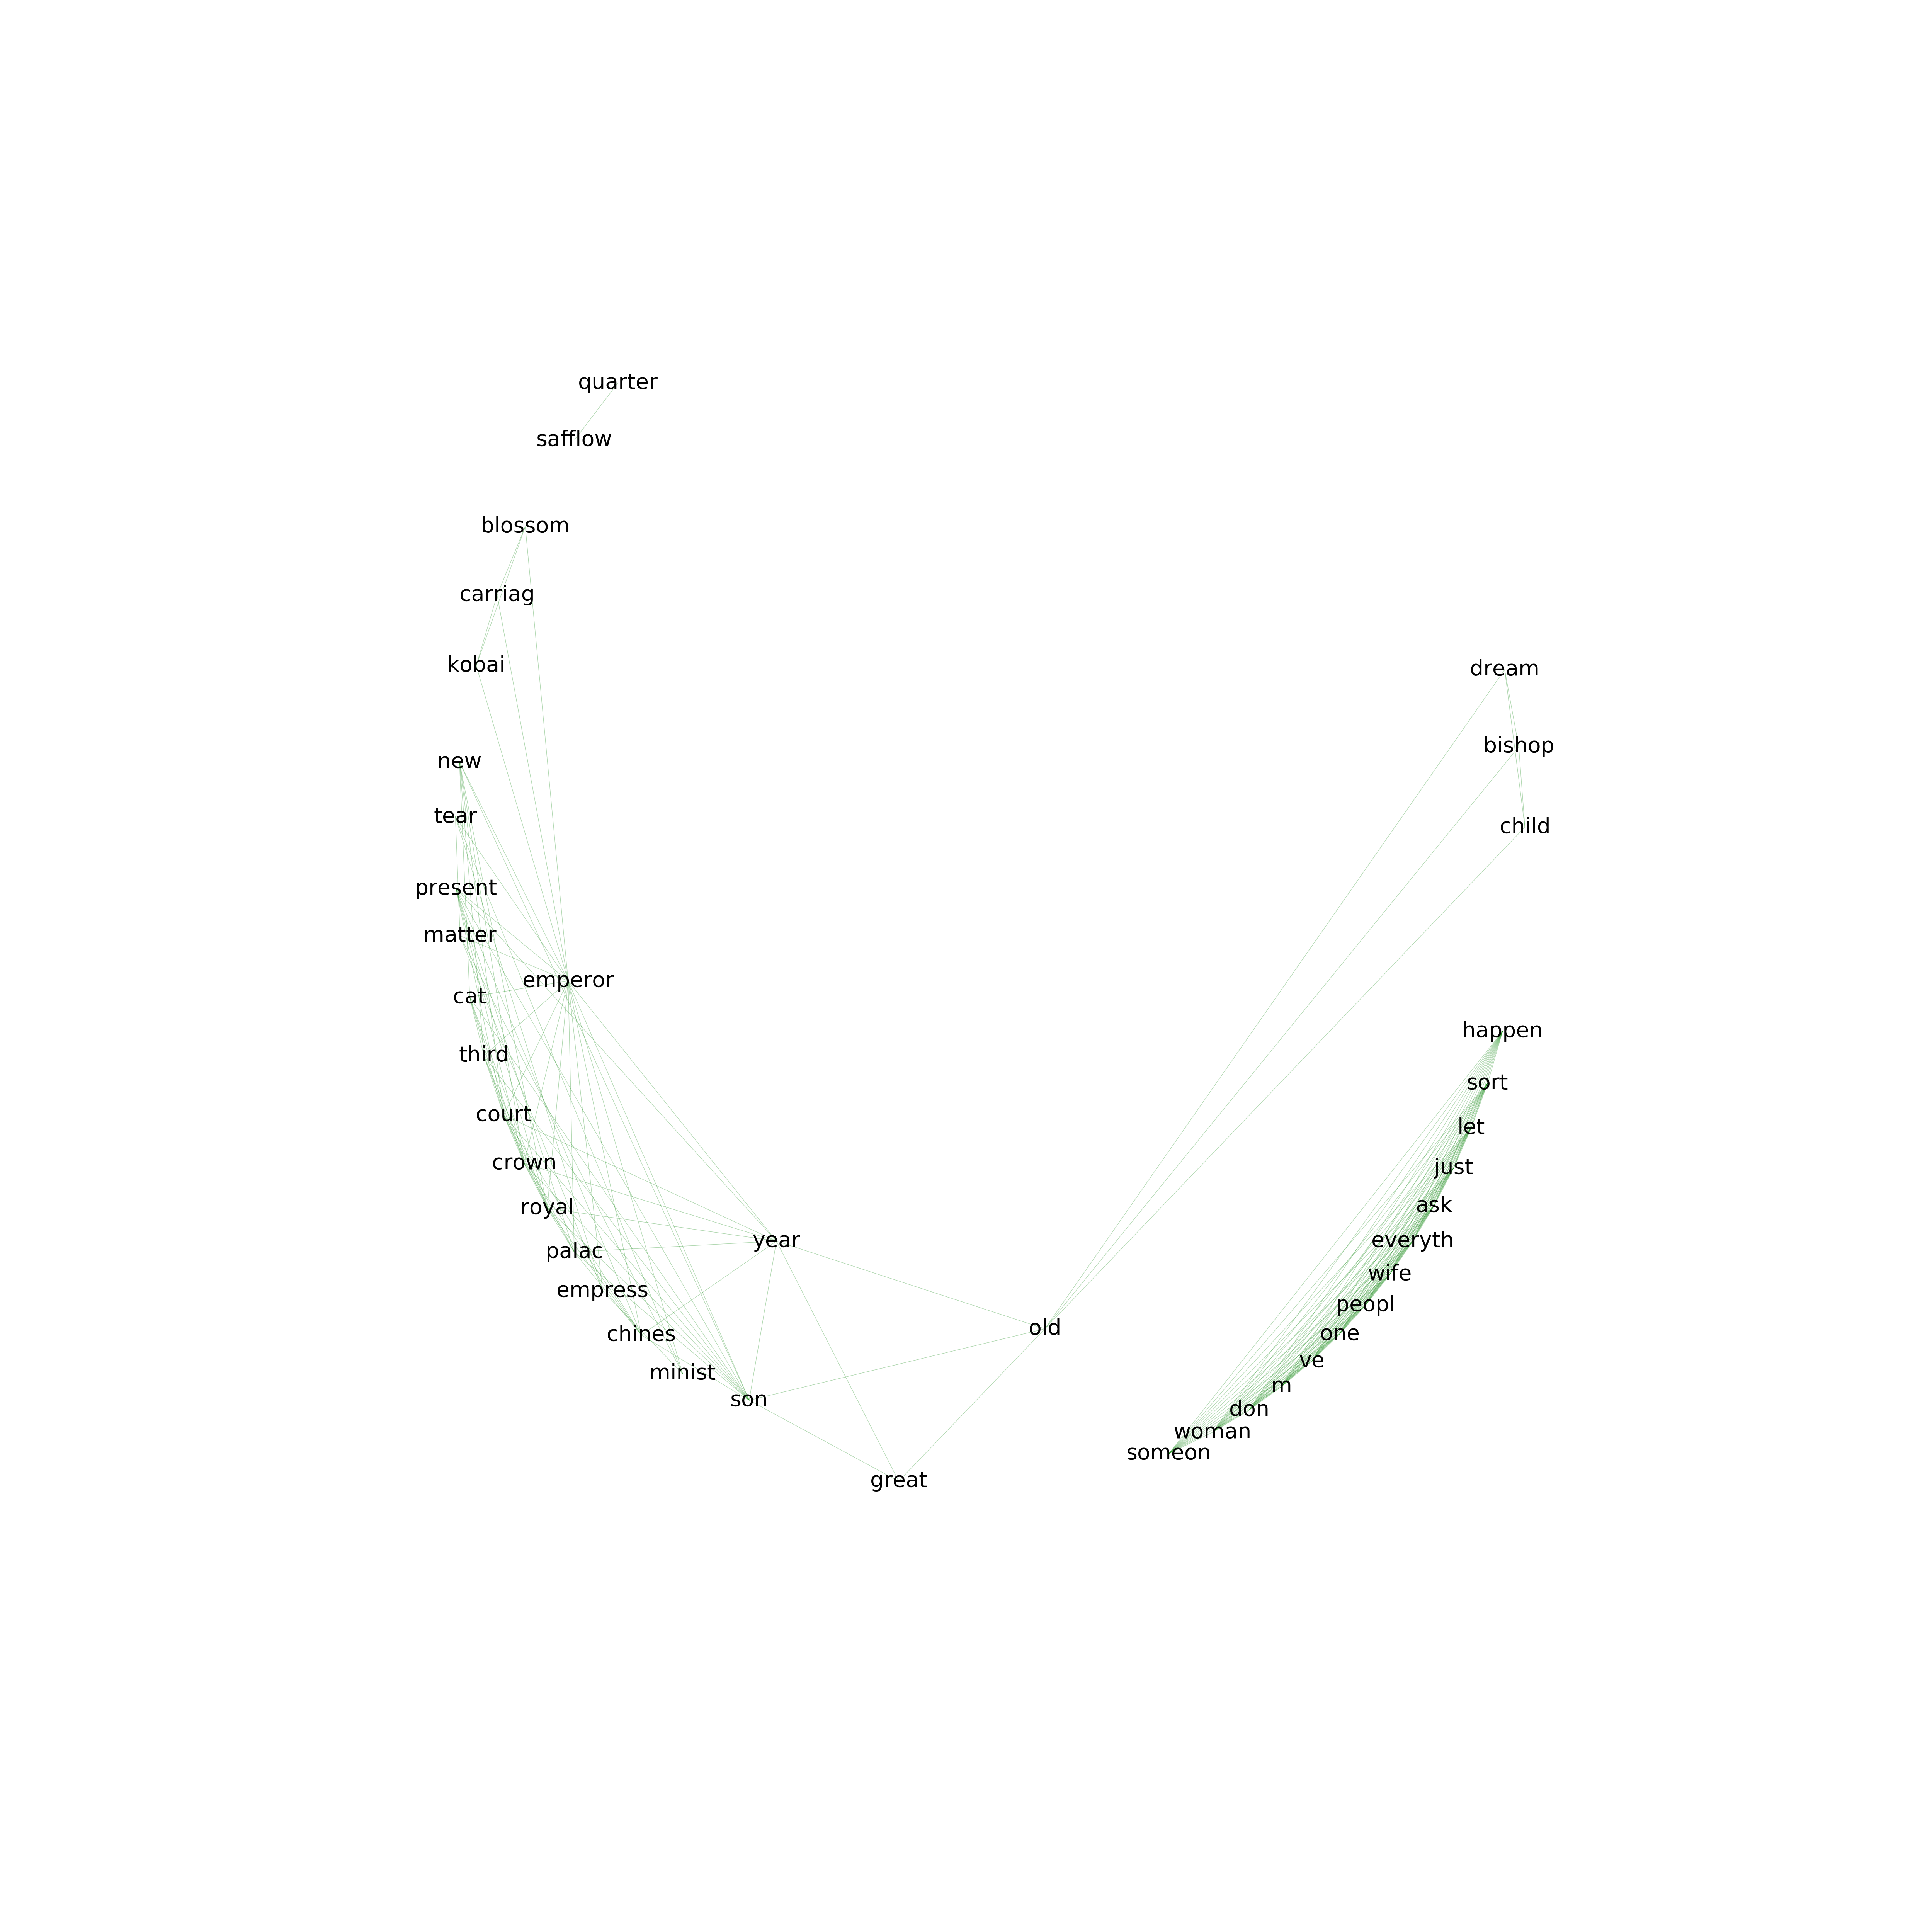 quarter
safflow
blossom
carriag
kobai
dream
bishop
new
tear
child
present
matter
emperor
cat
happen
third
sort
court
let
crown
just
ask
royal
year
everyth
palac
wife
empress
peopl
old
chines
one
ve
minist
m
son
don
woman
someon
great